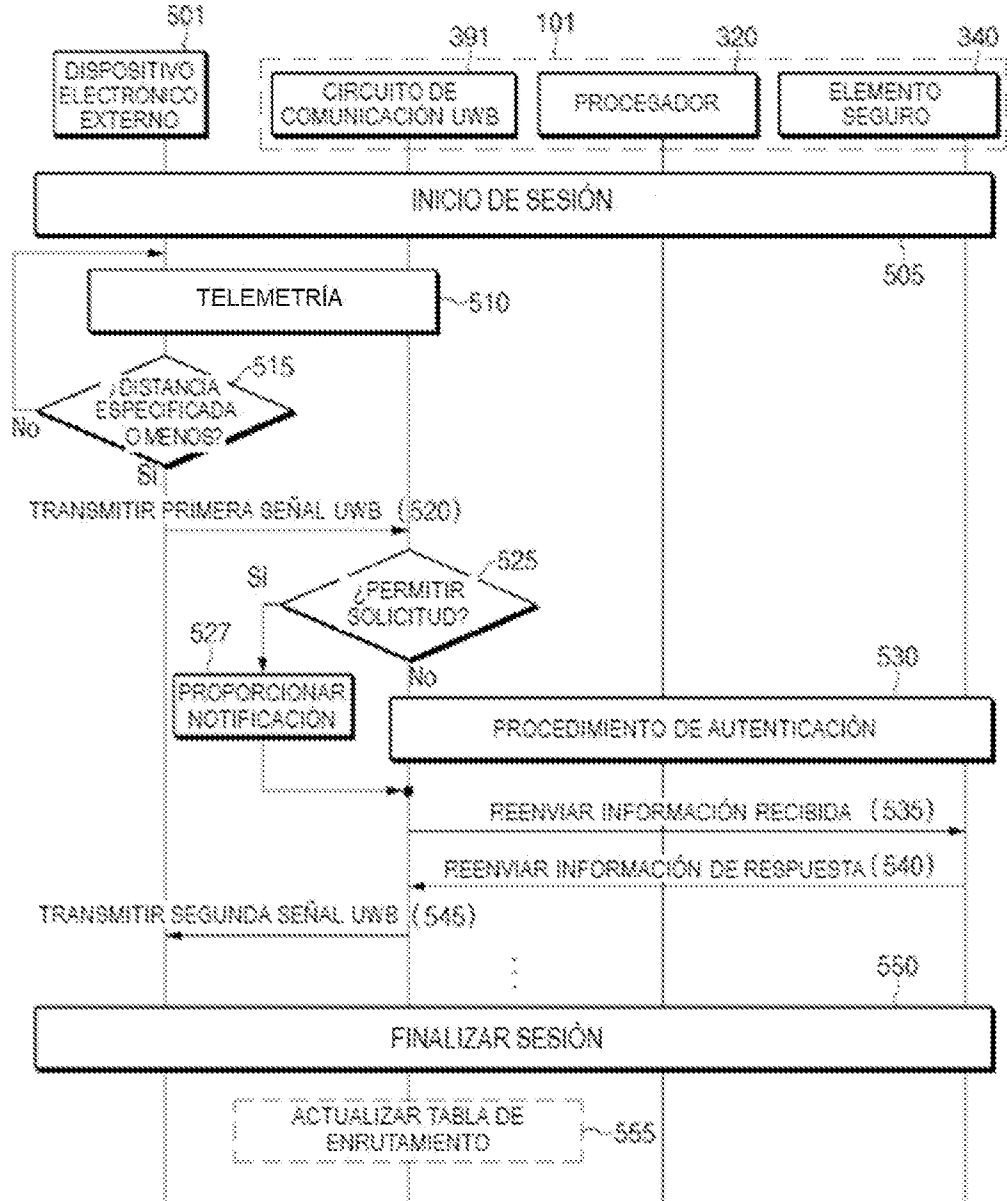 501
391
101
320
340
DISPOSITIVO
ELECTRÓNICO
EXTERNO
CIRCUITO DE
COMUNICACIÓN UWB
PROCESADOR
ELEMENTO
SEGURO
INICIO DE SESIÓN
505
TELEMETRÍA
510
515
¿DISTANCIA
ESPECIFICADA
O MENOS?
No
SI
TRANSMITIR PRIMERA SEÑAL UWB (520)
525
SI
¿PERMITIR
SOLICITUD?
527
No
530
PROPORCIONAR
NOTIFICACIÓN
PROCEDIMIENTO DE AUTENTICACIÓN
REENVIAR INFORMACIÓN RECIBIDA (535)
REENVIAR INFORMACIÓN DE RESPUESTA (540)
TRANSMITIR SEGUNDA SEÑAL UWB (545)
550
FINALIZAR SESIÓN
ACTUALIZAR TABLA DE
ENRUTAMIENTO
555